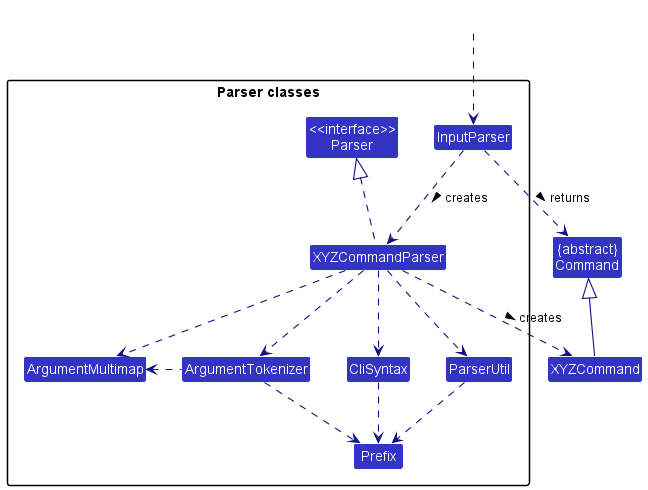 Parser classes
<<interface>>
Parser
InputParser
creates
returns
{abstract}
Command
XYZCommandParser
creates
ArgumentMultimap
ArgumentTokenizer
CliSyntax
ParserUtil
XYZCommand
Prefix